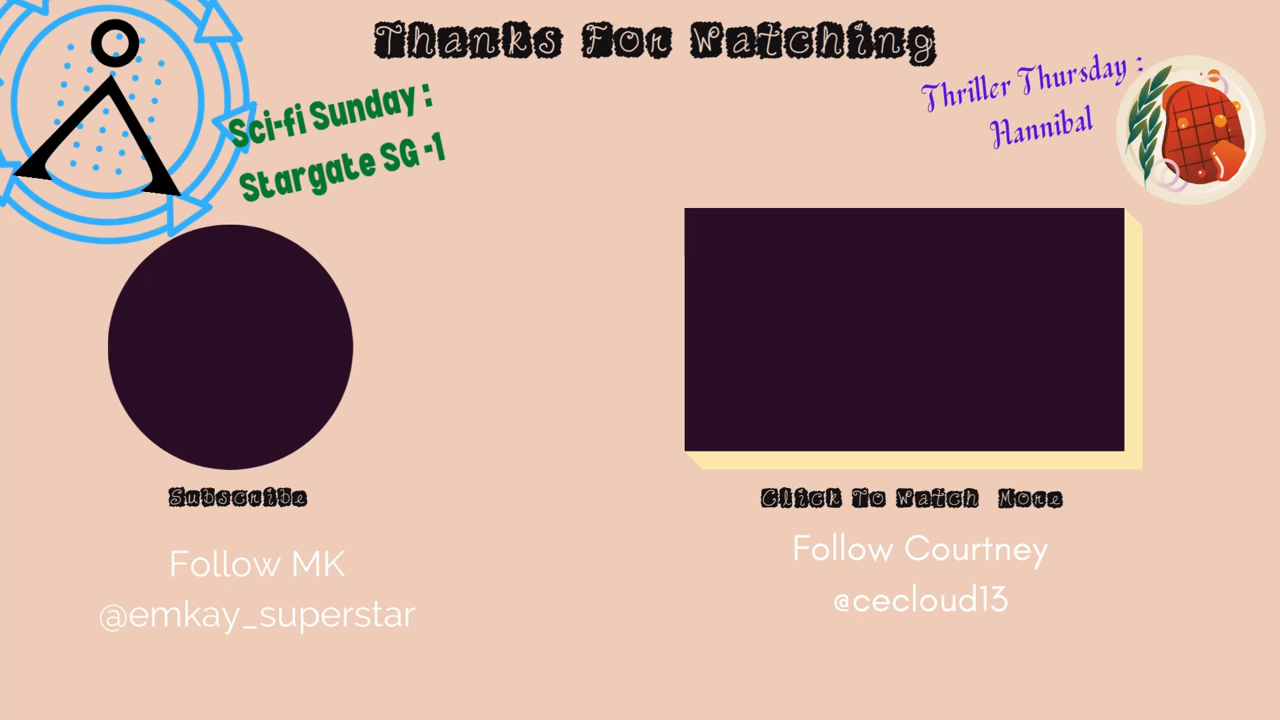 Thanks For Watching
Sci-fi Sunday :
Stargate SG -1
Thriller Thursday :
Hannibal
Subscribe
Click To Watch More
Follow MK
@emkay_superstar
Follow Courtney
@cecloud13